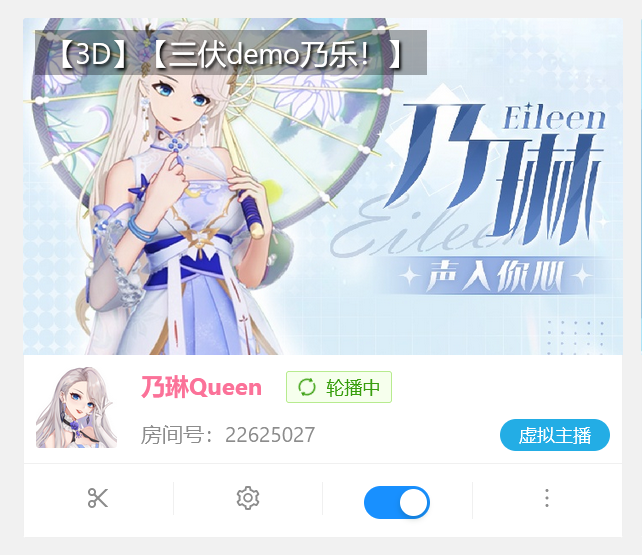 【3D】【三伏demo乃乐！】
乃琳
Eileen
Eileen
声入你心
乃琳Queen
轮播中
房间号：22625027
虚拟主播